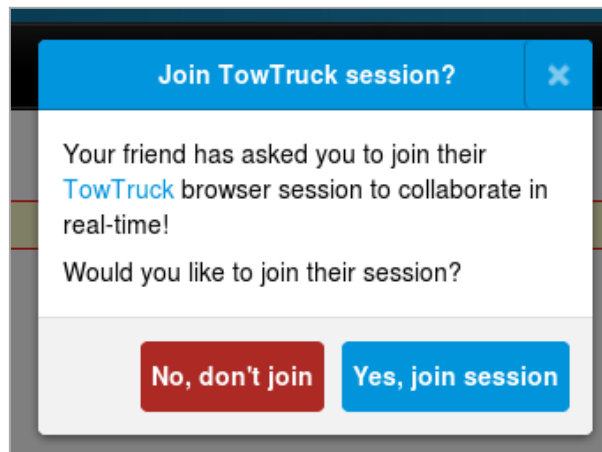 Join TowTruck session?
Your friend has asked you to join their
TowTruck browser session to collaborate in
real-time!
Would you like to join their session?
No, don't join
Yes, join session